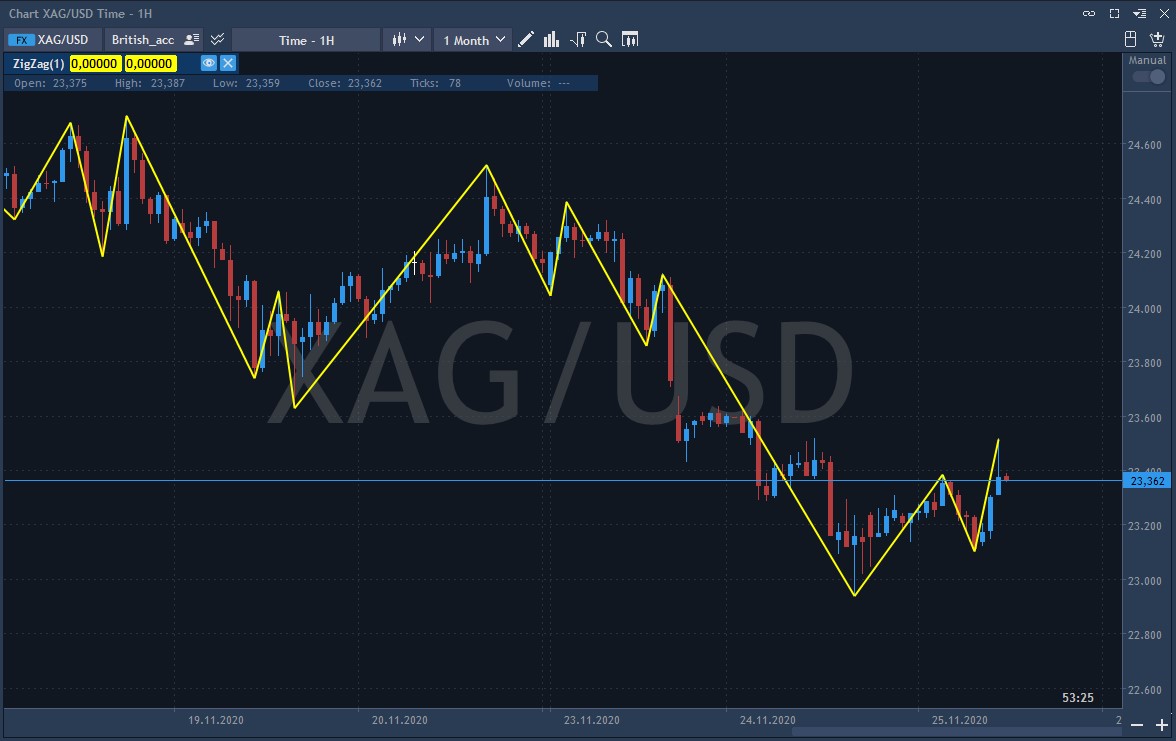 Chart XAG/USD Time - 1H
FX XAG/USD British_acc Time - 1H 1 Month
ZigZag(1) 0,00000 0,00000
Manual
Open: 23,375 High: 23,387 Low: 23,359 Close: 23,362 Ticks: 78 Volume: ---
24.600
24.400
24.200
24.000
XAG/USD
23.800
23.600
23.400
23,362
23.200
23.000
22.800
22.600
53:25
19.11.2020 20.11.2020 23.11.2020 24.11.2020 25.11.2020 2